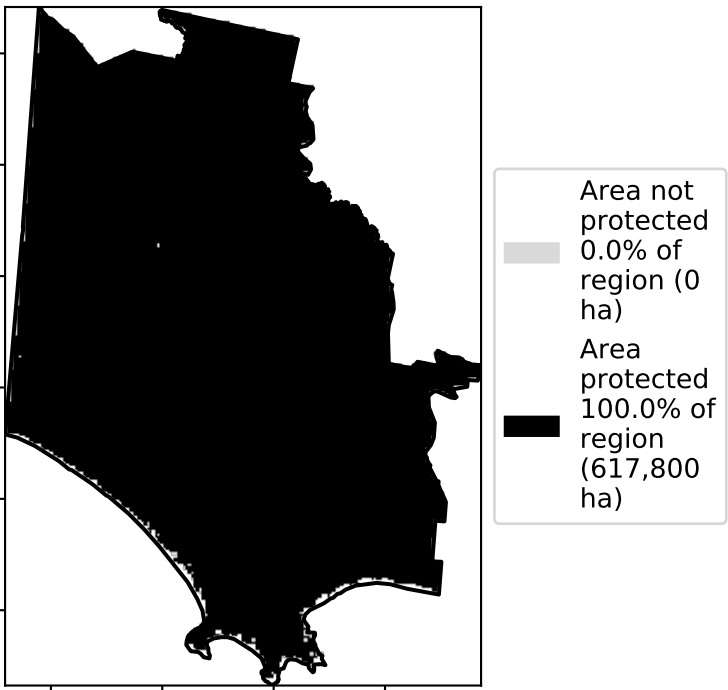 Area not
protected
0.0% of
region (0
ha)
Area
protected
100.0% of
region
(617,800
ha)